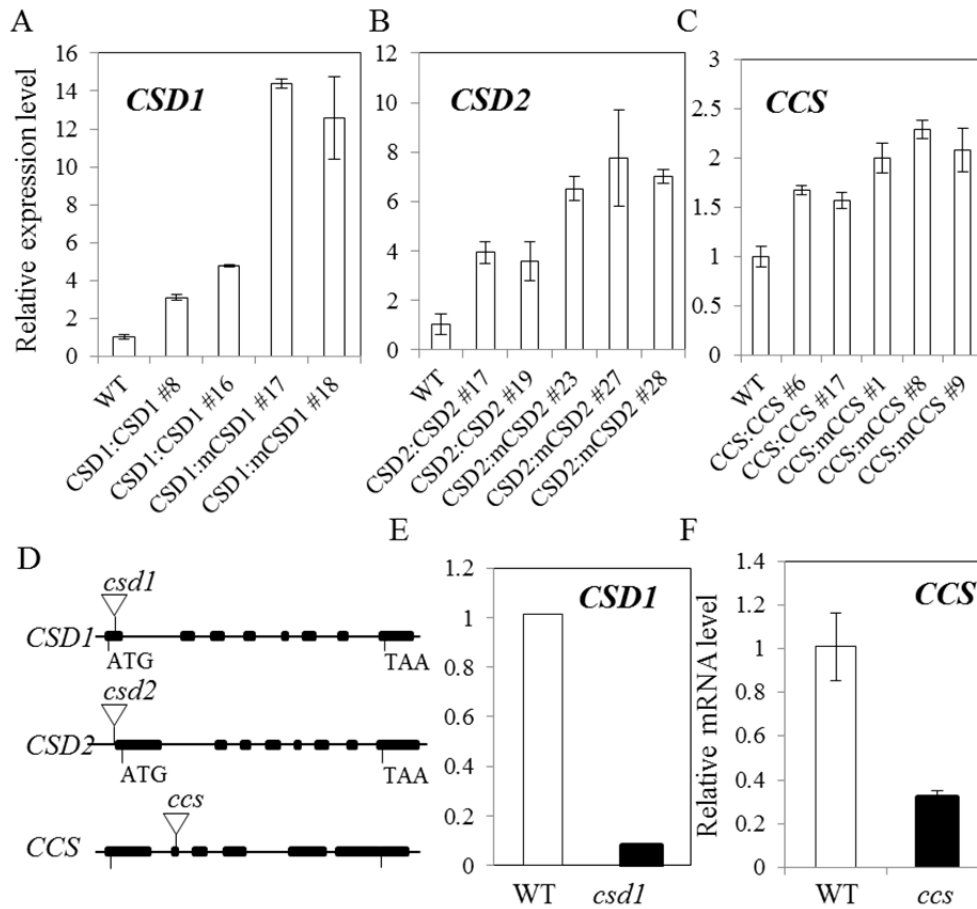 A
Relative expression level
16
14
12
10
8
6
4
2
0
CSD1
WT
CSD1:CSD1 #8
CSD1:CSD1 #16
CSD1:mCSD1 #17
CSD1:mCSD1 #18
B
12
10
8
6
4
2
0
CSD2
WT
CSD2:CSD2 #17
CSD2:CSD2 #19
CSD2:mCSD2 #23
CSD2:mCSD2 #27
CSD2:mCSD2 #28
C
3
2.5
2
1.5
1
0.5
0
CCS
WT
CCS:CCS #6
CCS:CCS #17
CCS:mCCS #1
CCS:mCCS #8
CCS:mCCS #9
D
csd1
CSD1
ATG TAA
csd2
CSD2
ATG TAA
ccs
CCS
E
1.2
1
0.8
0.6
0.4
0.2
0
CSD1
WT csd1
F
Relative mRNA level
1.4
1.2
1
0.8
0.6
0.4
0.2
0
CCS
WT ccs